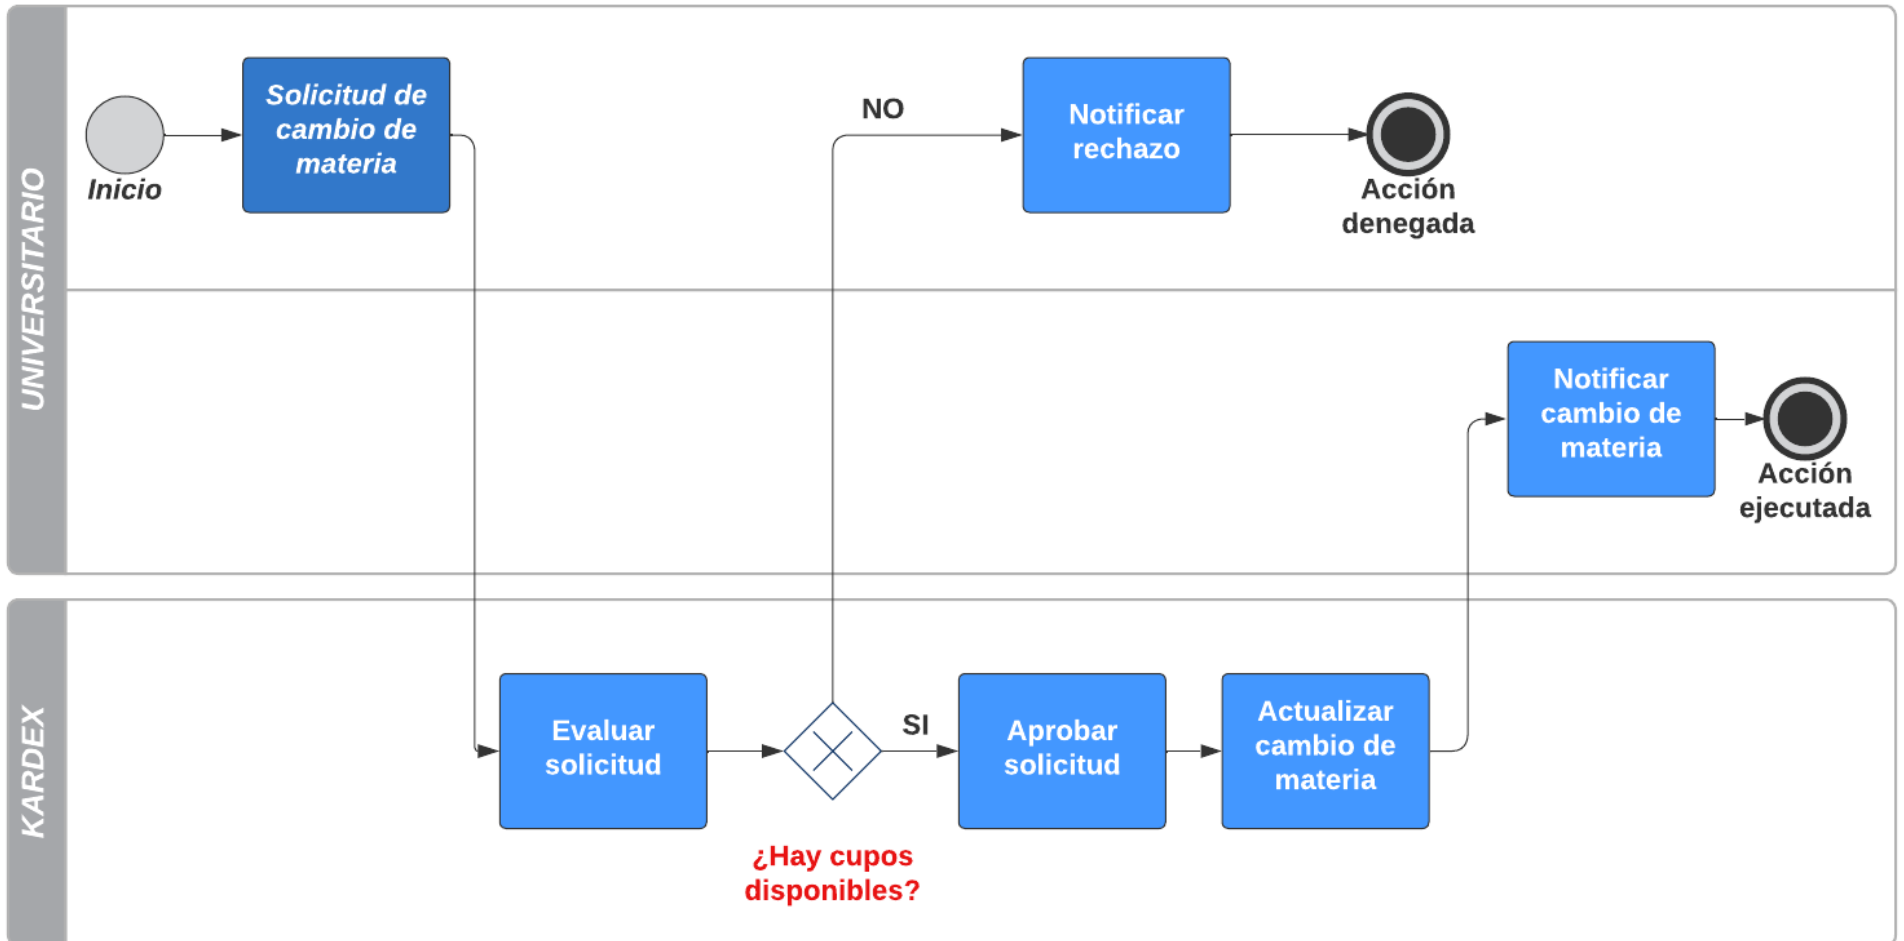 UNIVERSITARIO
Inicio
Solicitud de
cambio de
materia
NO
Notificar
rechazo
Acción
denegada
Notificar
cambio de
materia
Acción
ejecutada
KARDEX
Evaluar
solicitud
¿Hay cupos
disponibles?
SI
Aprobar
solicitud
Actualizar
cambio de
materia